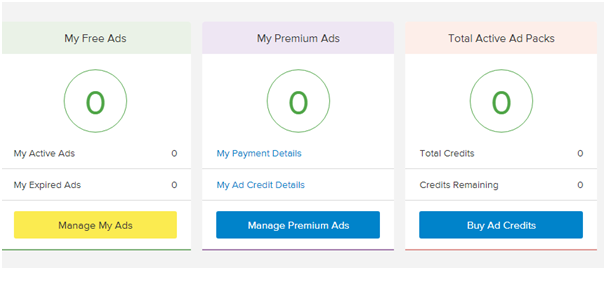 My Free Ads
0
My Active Ads 0
My Expired Ads 0
Manage My Ads
My Premium Ads
0
My Payment Details
My Ad Credit Details
Manage Premium Ads
Total Active Ad Packs
0
Total Credits 0
Credits Remaining 0
Buy Ad Credits